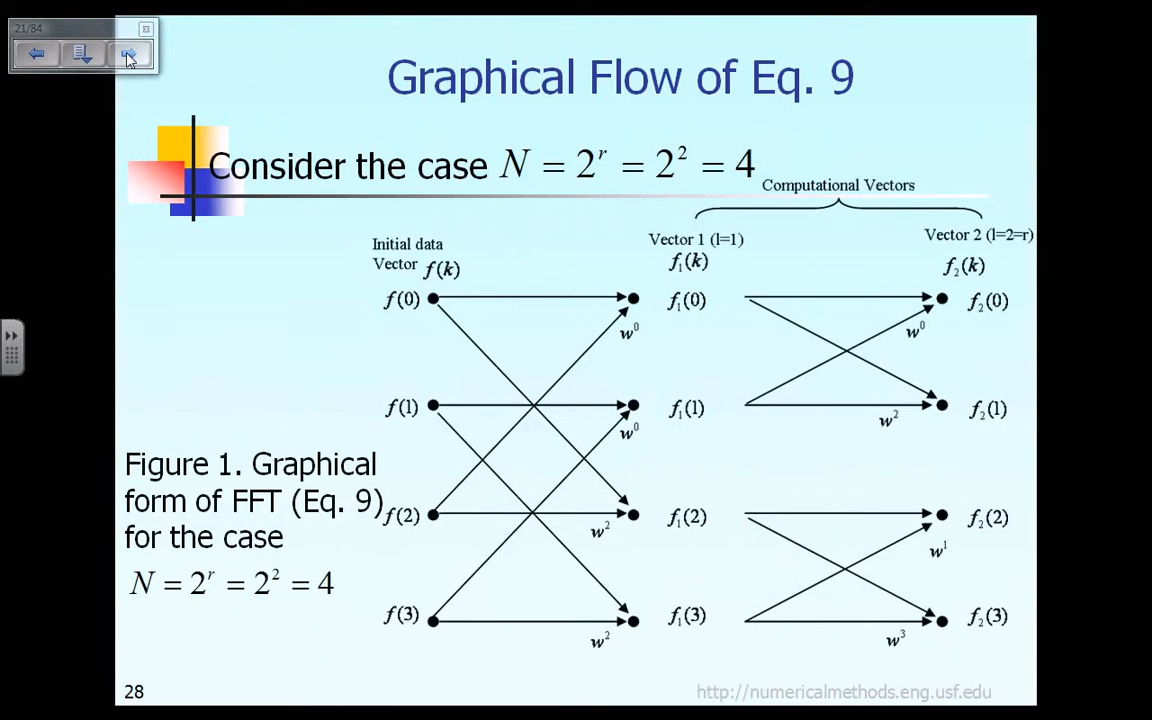 21/84
Graphical Flow of Eq. 9
Consider the case N = 2^r = 2^2 = 4
Computational Vectors
Initial data
Vector f(k)
Vector 1 (l=1)
f₁(k)
Vector 2 (l=2=r)
f₂(k)
f(0) w⁰ f₁(0) w⁰ f₂(0)
f(1) w⁰ f₁(1) w² f₂(1)
f(2) w² f₁(2) w¹ f₂(2)
f(3) w² f₁(3) w³ f₂(3)
Figure 1. Graphical
form of FFT (Eq. 9)
for the case
N = 2^r = 2^2 = 4
28
http://numericalmethods.eng.usf.edu